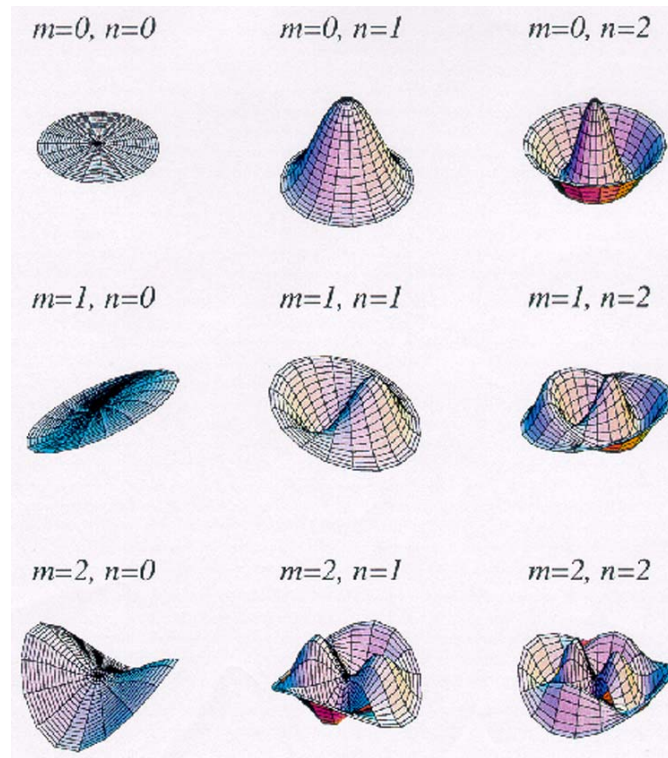 m=0, n=0 m=0, n=1 m=0, n=2
m=1, n=0 m=1, n=1 m=1, n=2
m=2, n=0 m=2, n=1 m=2, n=2